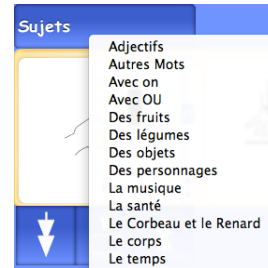 Sujets
Adjectifs
Autres Mots
Avec on
Avec OU
Des fruits
Des légumes
Des objets
Des personnages
La musique
La santé
Le Corbeau et le Renard
Le corps
Le temps